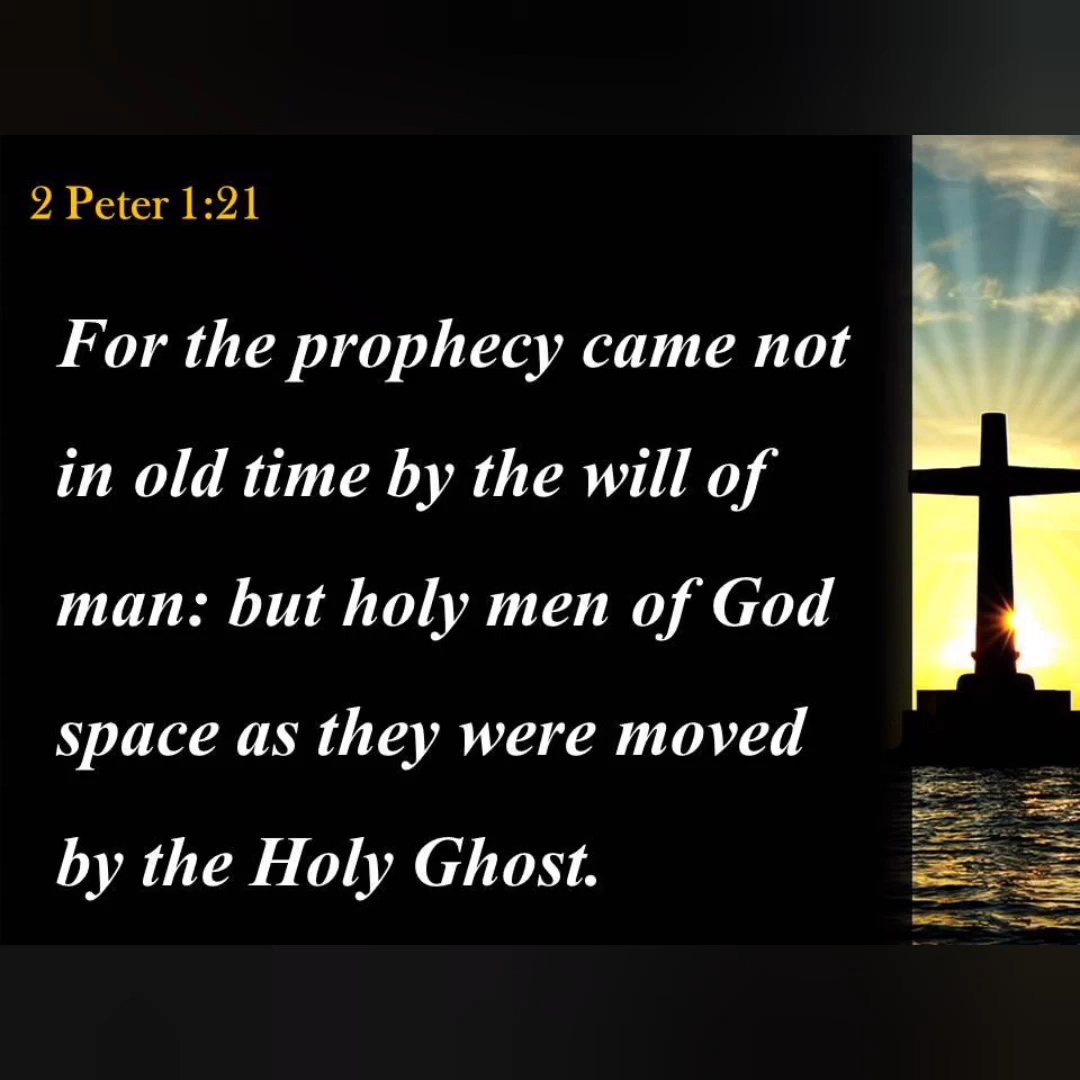 2 Peter 1:21
For the prophecy came not
in old time by the will of
man: but holy men of God
space as they were moved
by the Holy Ghost.